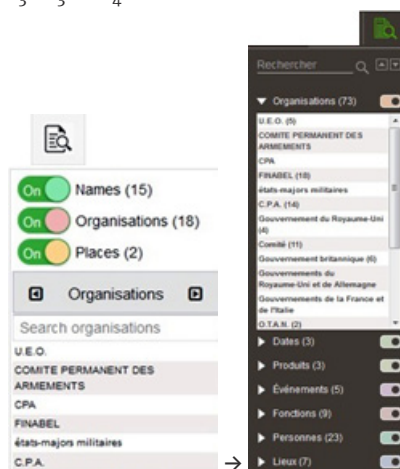 3 3 4
On Names (15)
On Organisations (18)
On Places (2)
Organisations
Search organisations
U.E.O.
COMITE PERMANENT DES
ARMEMENTS
CPA
FINABEL
états-majors militaires
C.P.A.
→
Rechercher
Organisations (73)
U.E.O. (5)
COMITE PERMANENT DES
ARMEMENTS
CPA
FINABEL (18)
états-majors militaires
C.P.A. (14)
Gouvernement du Royaume-Uni
(4)
Comité (11)
Gouvernement britannique (6)
Gouvernements du
Royaume-Uni et de Allemagne
Gouvernements de la France et
de l'Italie
O.T.A.N. (2)
Dates (3)
Produits (3)
Événements (5)
Fonctions (9)
Personnes (23)
Lieux (7)